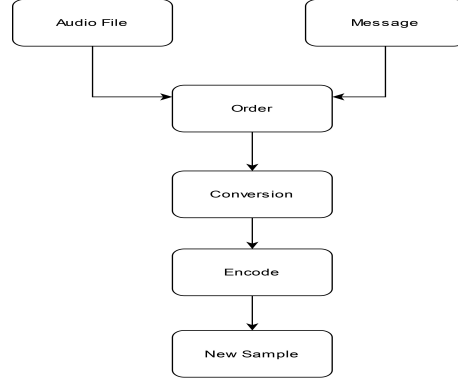 Audio File
Message
Order
Conversion
Encode
New Sample